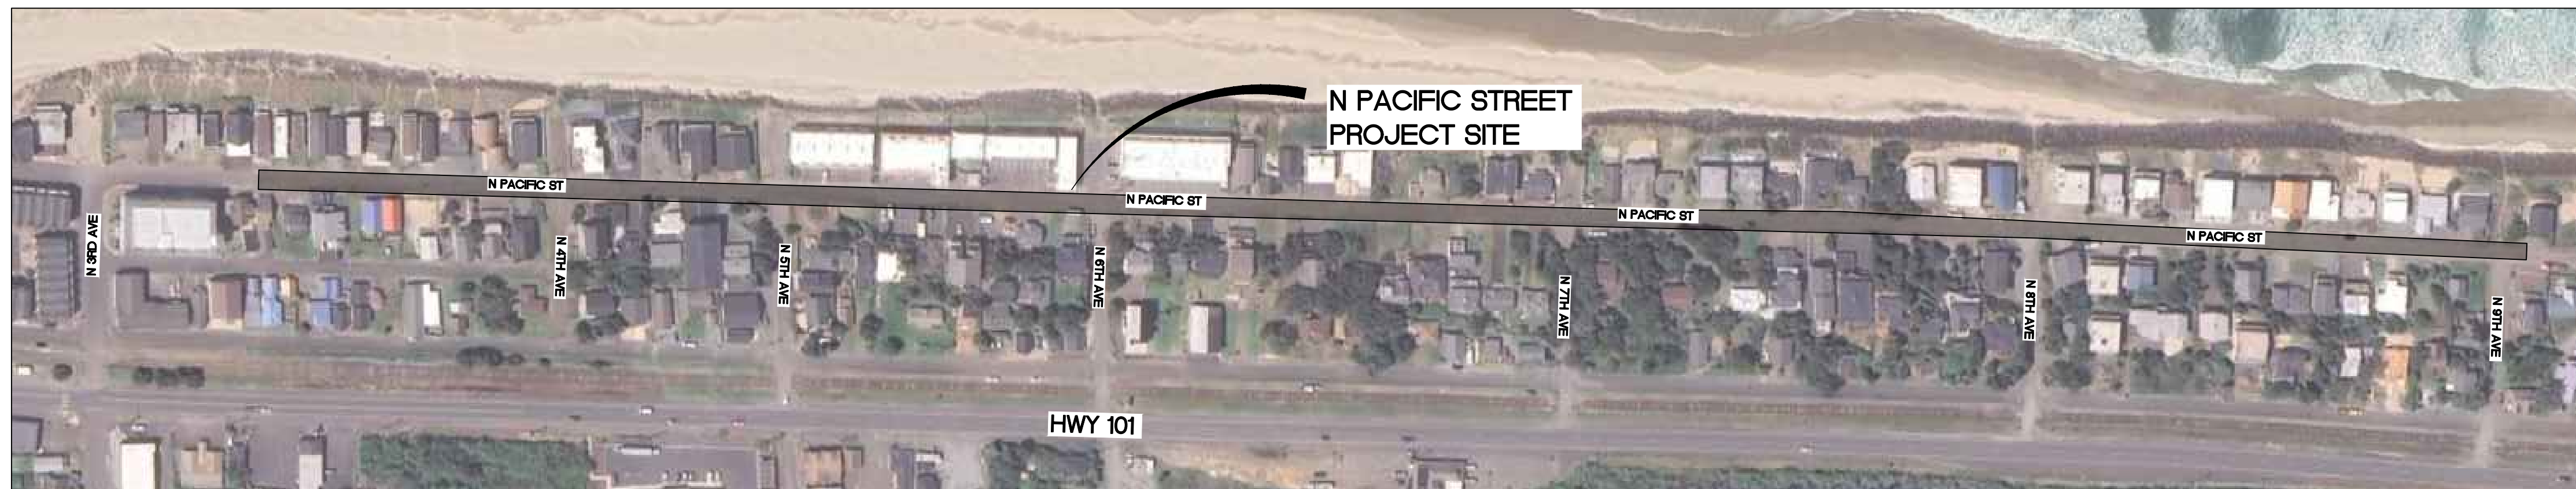 N PACIFIC STREET
PROJECT SITE
N PACIFIC ST
N PACIFIC ST
N PACIFIC ST
N PACIFIC ST
N 3RD AVE
N 4TH AVE
N 5TH AVE
N 6TH AVE
N 7TH AVE
N 8TH AVE
N 9TH AVE
HWY 101